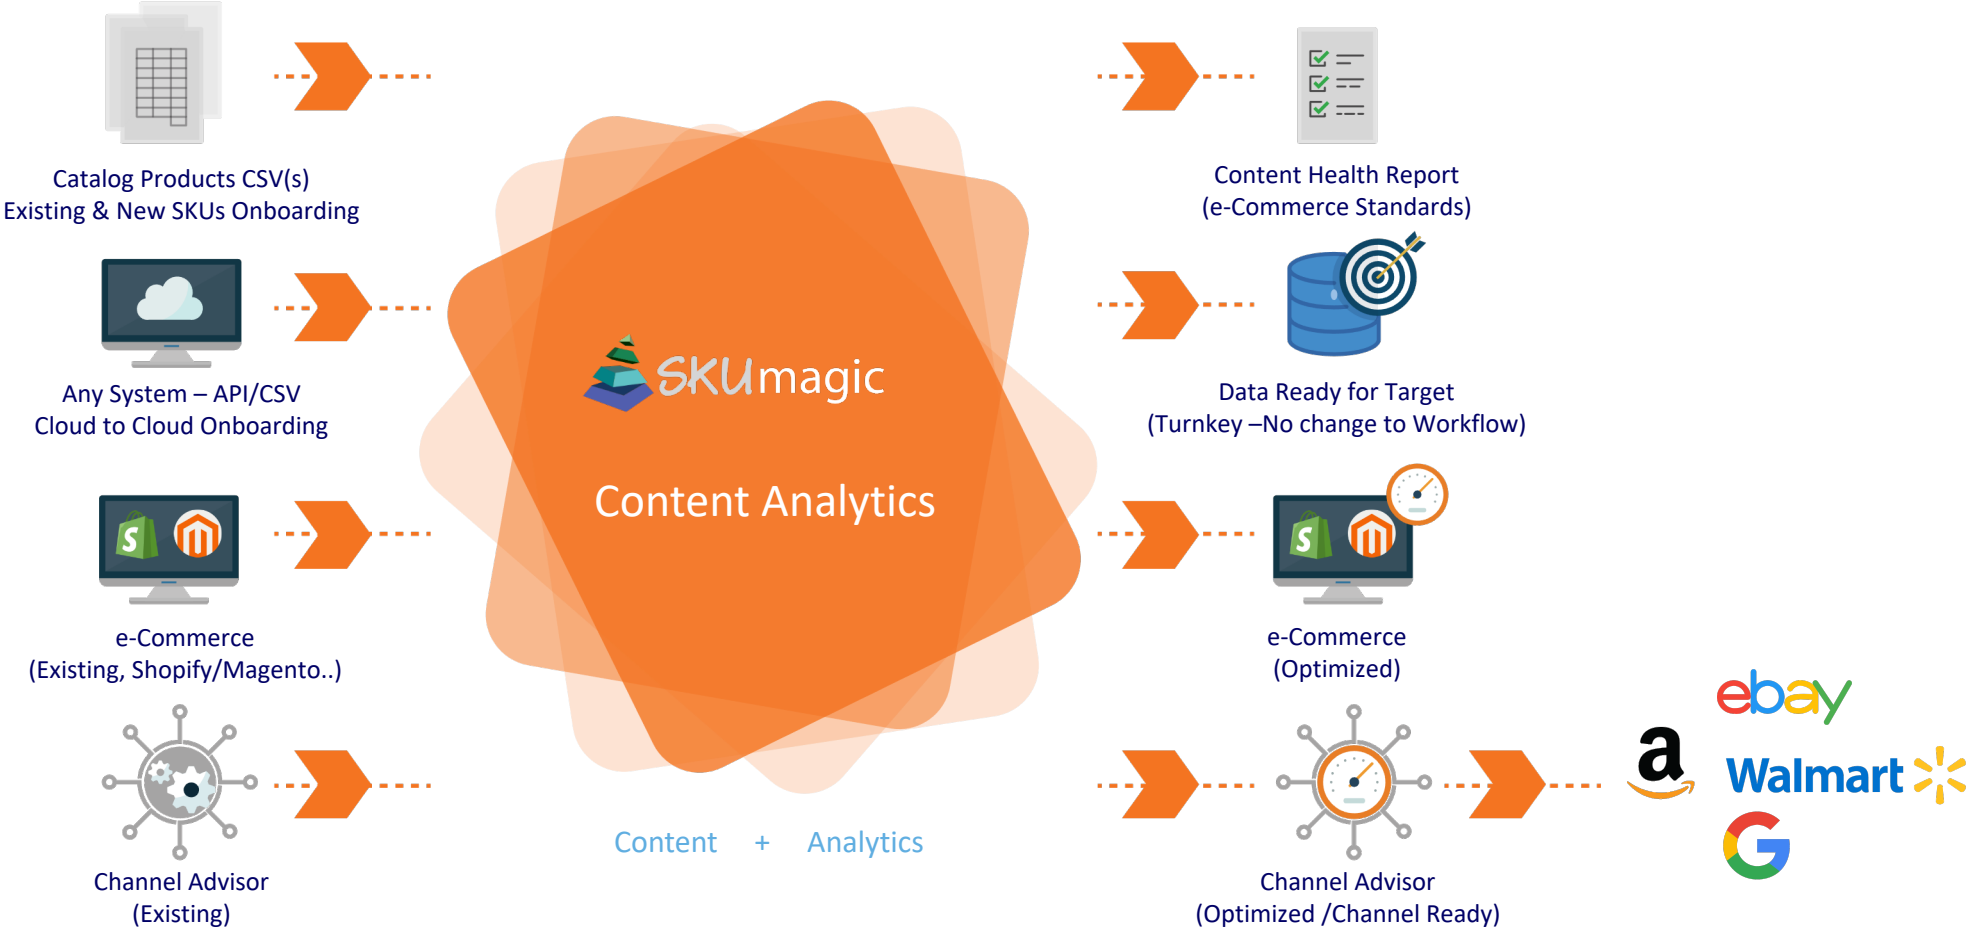 Catalog Products CSV(s)
Existing & New SKUs Onboarding
Any System – API/CSV
Cloud to Cloud Onboarding
e-Commerce
(Existing, Shopify/Magento..)
Channel Advisor
(Existing)
SKUmagic
Content Analytics
Content + Analytics
Content Health Report
(e-Commerce Standards)
Data Ready for Target
(Turnkey –No change to Workflow)
e-Commerce
(Optimized)
Channel Advisor
(Optimized /Channel Ready)
ebay
a
Walmart
G